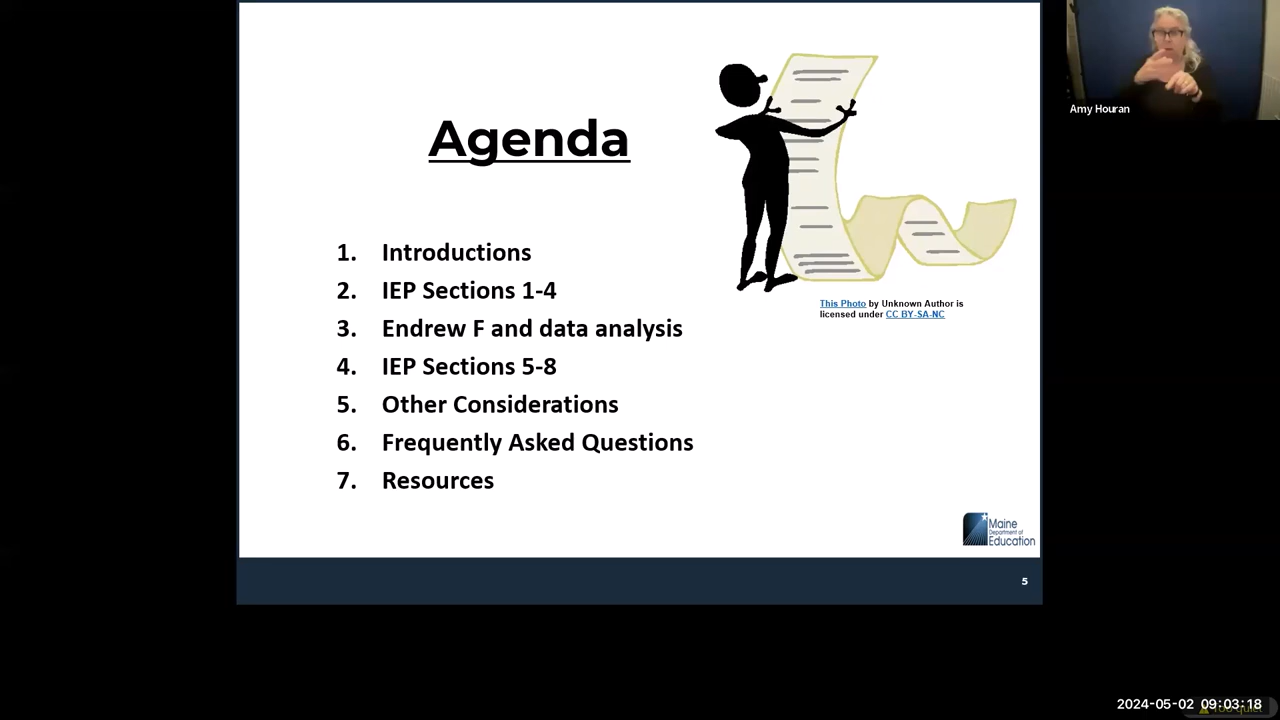 Agenda
1. Introductions
2. IEP Sections 1-4
3. Endrew F and data analysis
4. IEP Sections 5-8
5. Other Considerations
6. Frequently Asked Questions
7. Resources
This Photo by Unknown Author is
licensed under CC BY-SA-NC
Maine
Department of
Education
5
Amy Houran
2024-05-02 09:03:18